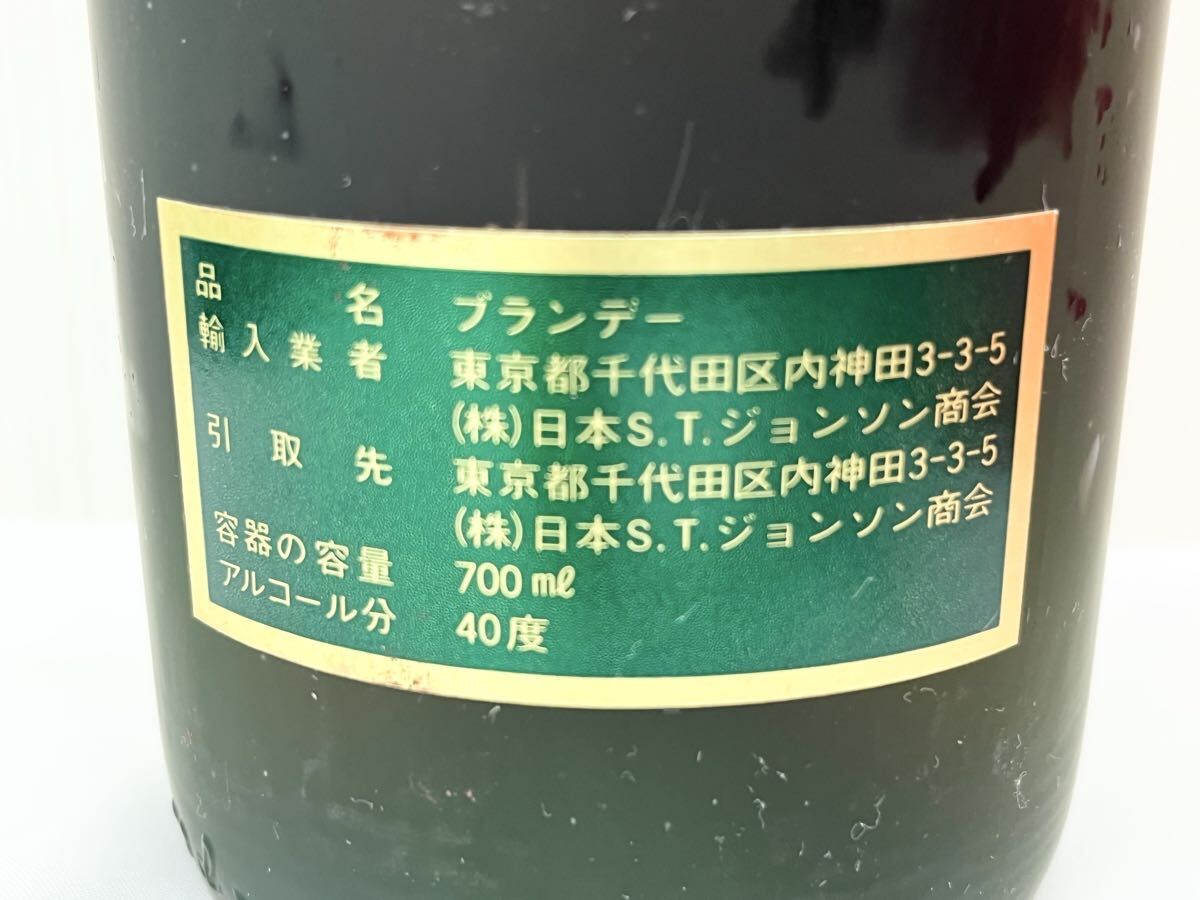 品名 ブランデー
輸入業者 東京都千代田区内神田3-3-5
(株)日本S.T.ジョンソン商会
引取先 東京都千代田区内神田3-3-5
(株)日本S.T.ジョンソン商会
容器の容量 700ml
アルコール分 40度